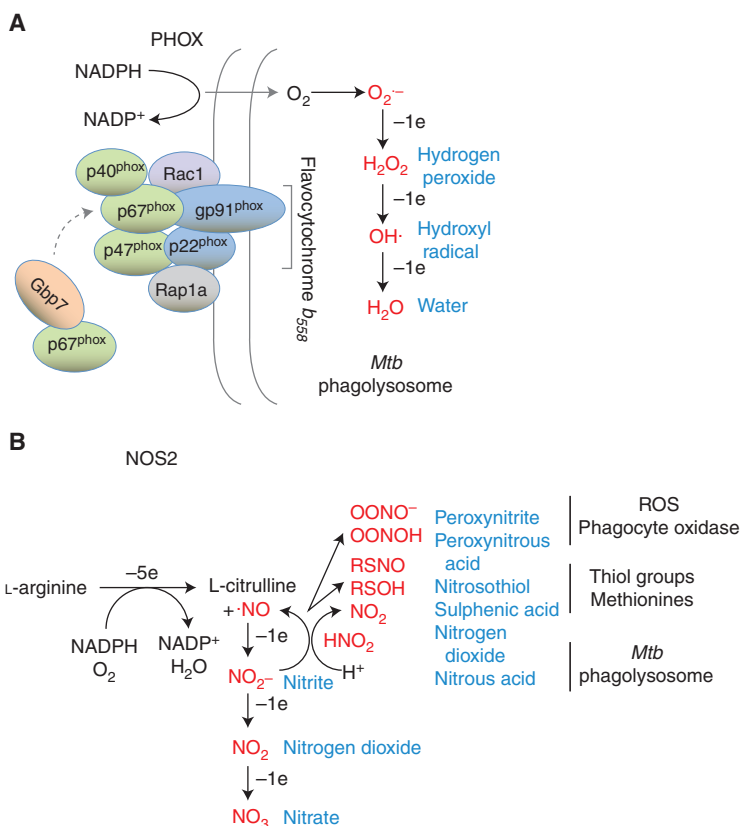 A
PHOX
NADPH
NADP⁺
O₂
O₂·⁻
–1e
H₂O₂
Hydrogen
peroxide
–1e
OH·
Hydroxyl
radical
–1e
H₂O
Water
p40phox
Rac1
p67phox
gp91phox
p47phox
p22phox
Rap1a
Gbp7
p67phox
Flavocytochrome b558
Mtb
phagolysosome
B
NOS2
L-arginine
–5e
NADPH
O₂
NADP⁺
H₂O
L-citrulline
+·NO
–1e
NO₂⁻
Nitrite
–1e
NO₂
Nitrogen dioxide
–1e
NO₃
Nitrate
H⁺
OONO⁻
OONOH
RSNO
RSOH
NO₂
HNO₂
Peroxynitrite
Peroxynitrous
acid
Nitrosothiol
Sulphenic acid
Nitrogen
dioxide
Nitrous acid
ROS
Phagocyte oxidase
Thiol groups
Methionines
Mtb
phagolysosome